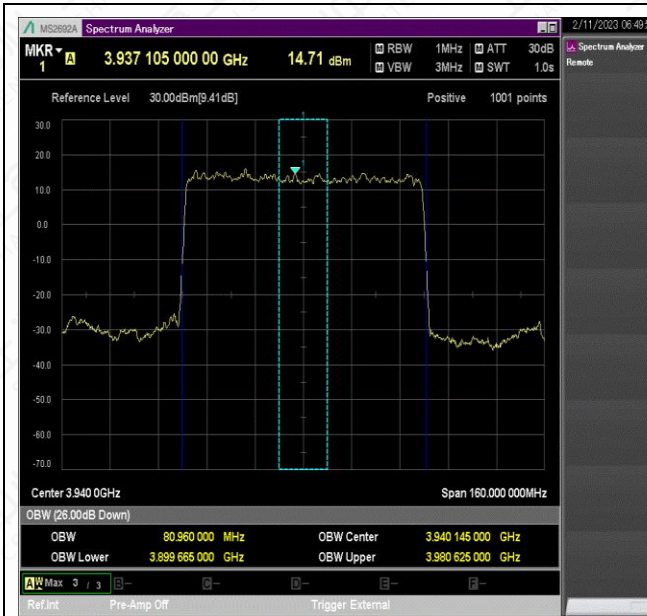 MS2692A Spectrum Analyzer
2/11/2023 06:49:
MKR 1 A 3.937 105 000 00 GHz 14.71 dBm
M RBW 1MHz M ATT 30dB
M VBW 3MHz M SWT 1.0s
Spectrum Analyzer
Remote
Reference Level 30.00dBm[9.41dB] Positive 1001 points
30.0
20.0
10.0
0.0
-10.0
-20.0
-30.0
-40.0
-50.0
-60.0
-70.0
Center 3.940 0GHz Span 160.000 000MHz
OBW (26.00dB Down)
OBW 80.960 000 MHz OBW Center 3.940 145 000 GHz
OBW Lower 3.899 665 000 GHz OBW Upper 3.980 625 000 GHz
A W Max 3 / 3 B- C- D- E- F-
Ref.Int Pre-Amp Off Trigger External